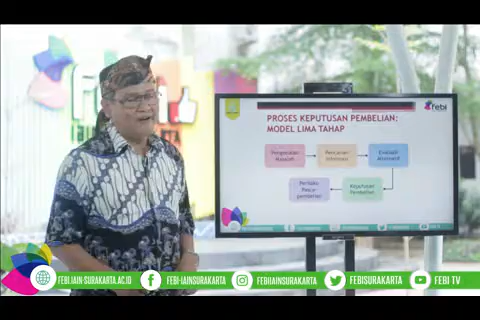 febi
PROSES KEPUTUSAN PEMBELIAN:
MODEL LIMA TAHAP
Pengenalan Masalah
Pencarian Informasi
Evaluasi Alternatif
Perilaku Pasca pembelian
Keputusan Pembelian
FEBI.IAIN-SURAKARTA.AC.ID
FEBI-IAINSURAKARTA
FEBIIAINSURAKARTA
FEBISURAKARTA
FEBI TV